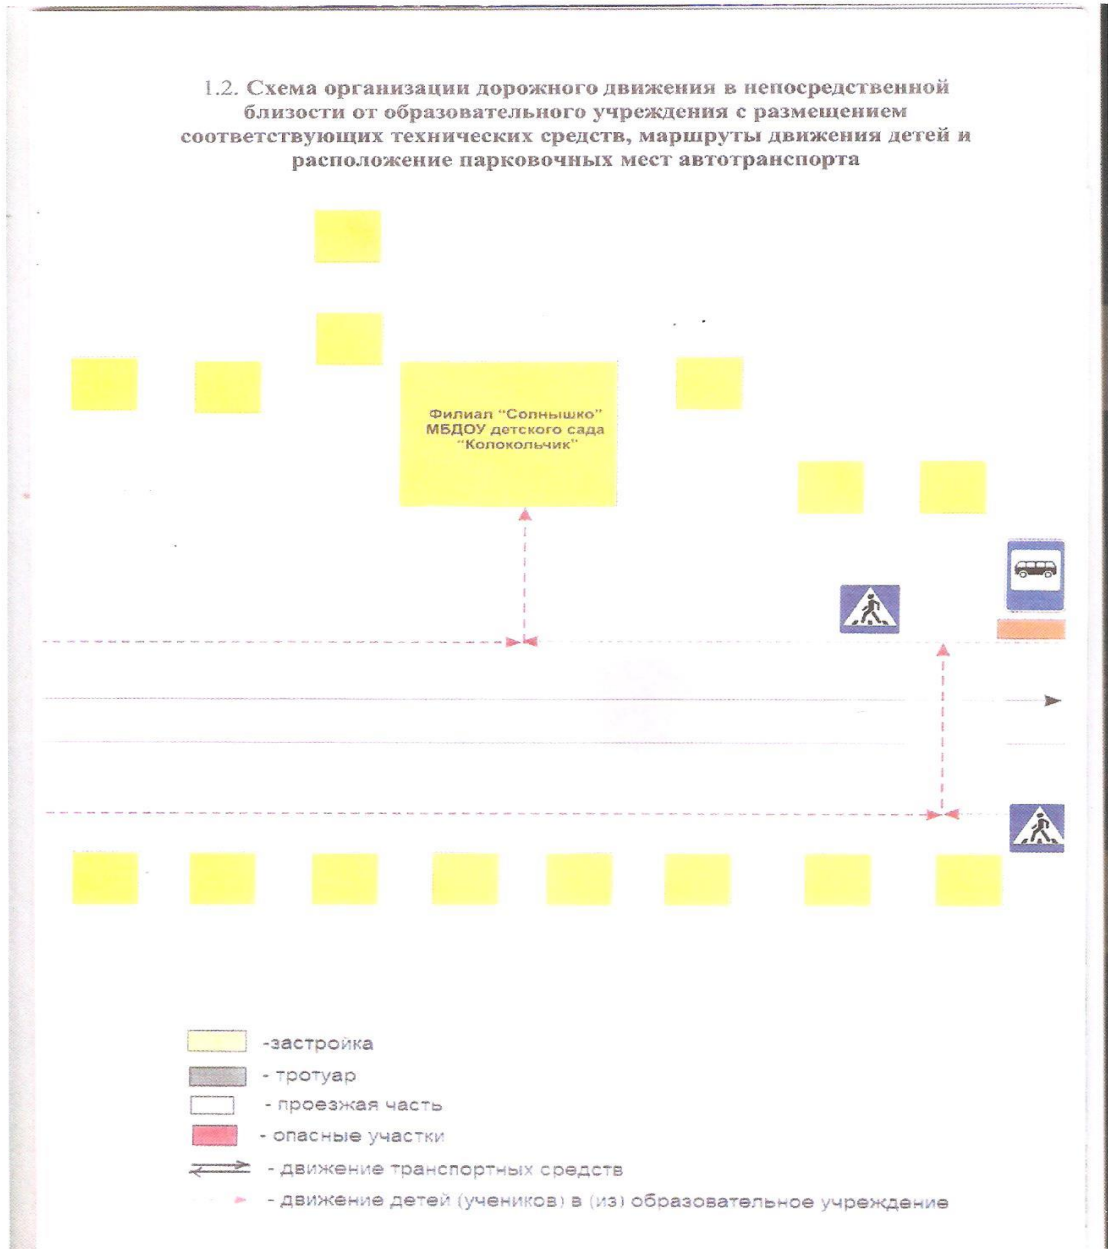 1.2. Схема организации дорожного движения в непосредственной
близости от образовательного учреждения с размещением
соответствующих технических средств, маршруты движения детей и
расположение парковочных мест автотранспорта
Филиал “Солнышко”
МБДОУ детского сада
“Колокольчик”
-застройка
- тротуар
- проезжая часть
- опасные участки
- движение транспортных средств
- движение детей (учеников) в (из) образовательное учреждение